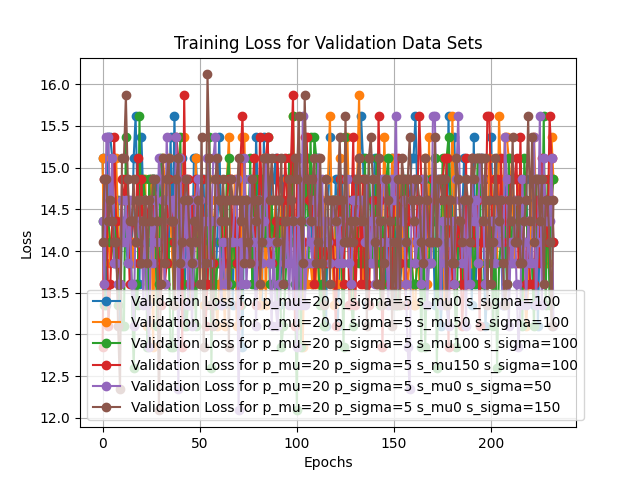 Training Loss for Validation Data Sets
Loss
16.0
15.5
15.0
14.5
14.0
13.5
13.0
12.5
12.0
Validation Loss for p_mu=20 p_sigma=5 s_mu0 s_sigma=100
Validation Loss for p_mu=20 p_sigma=5 s_mu50 s_sigma=100
Validation Loss for p_mu=20 p_sigma=5 s_mu100 s_sigma=100
Validation Loss for p_mu=20 p_sigma=5 s_mu150 s_sigma=100
Validation Loss for p_mu=20 p_sigma=5 s_mu0 s_sigma=50
Validation Loss for p_mu=20 p_sigma=5 s_mu0 s_sigma=150
0 50 100 150 200
Epochs